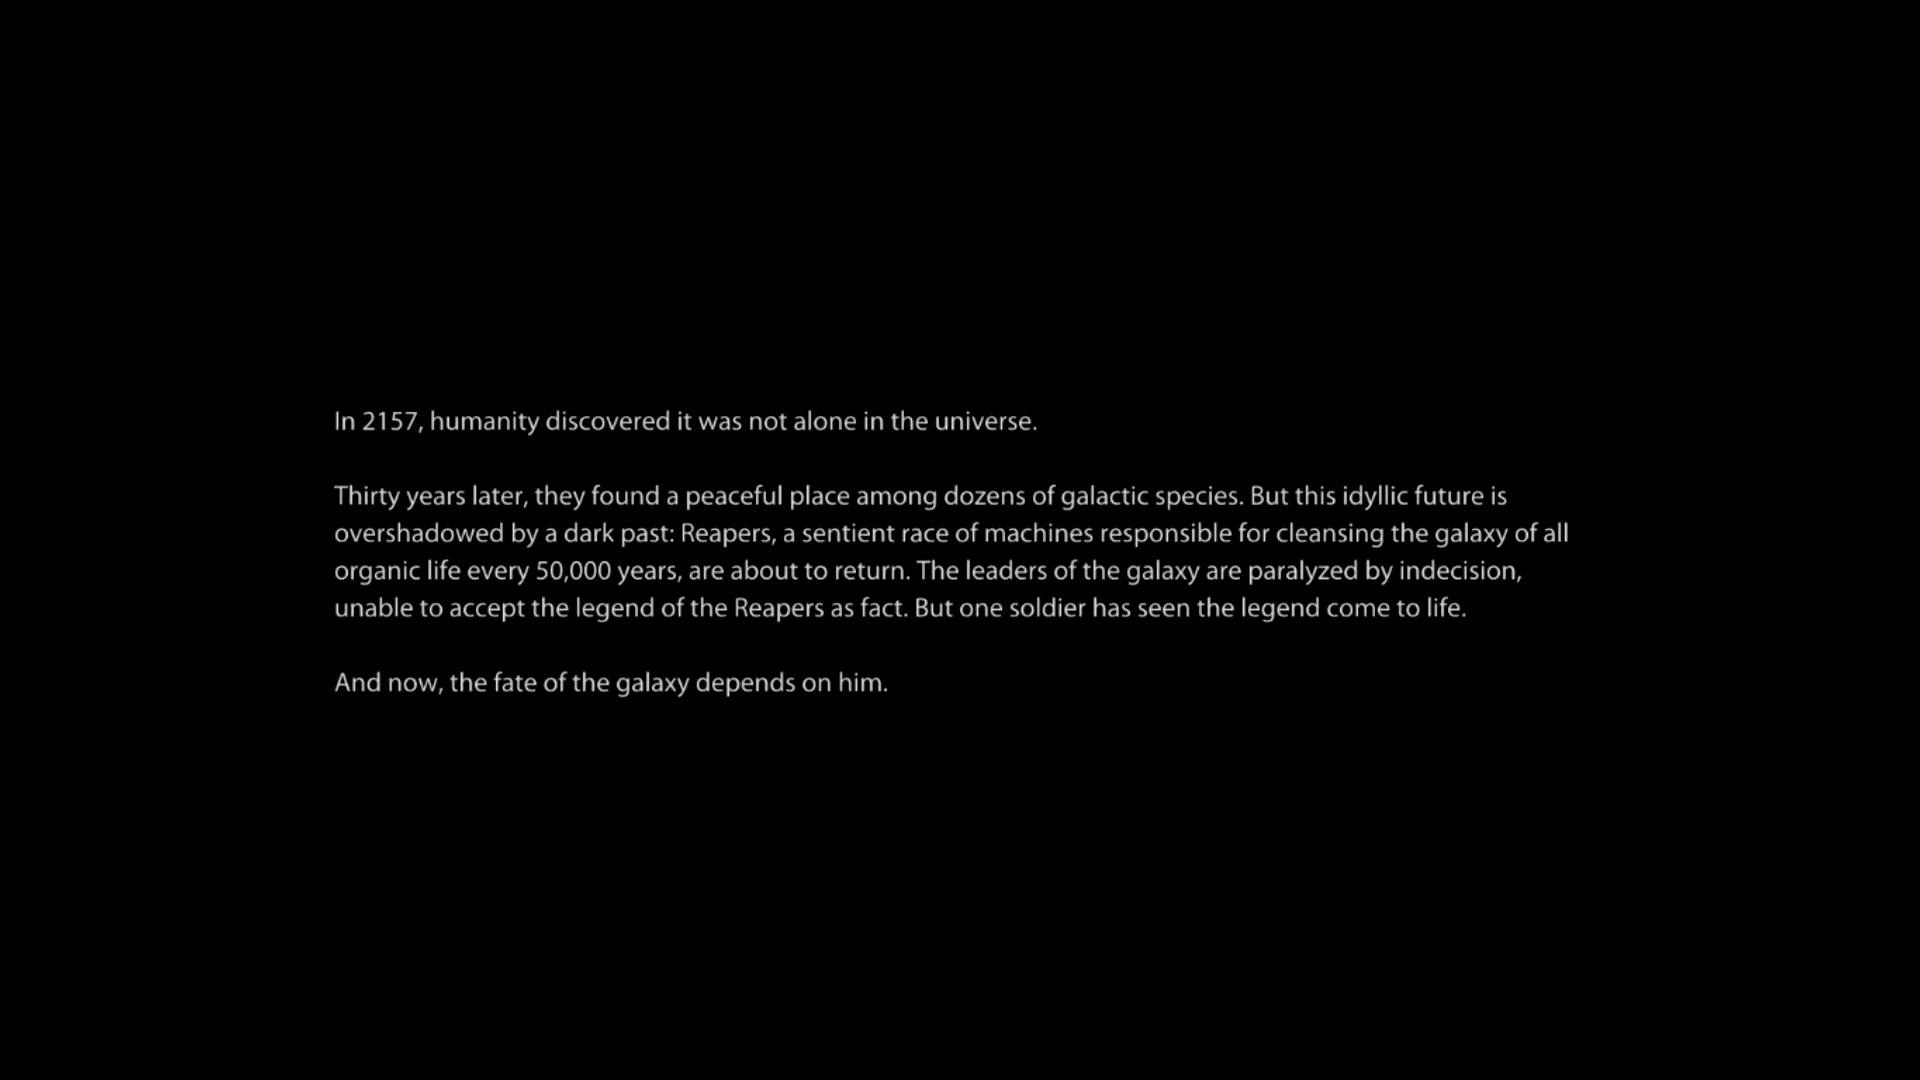 In 2157, humanity discovered it was not alone in the universe.
Thirty years later, they found a peaceful place among dozens of galactic species. But this idyllic future is
overshadowed by a dark past: Reapers, a sentient race of machines responsible for cleansing the galaxy of all
organic life every 50,000 years, are about to return. The leaders of the galaxy are paralyzed by indecision,
unable to accept the legend of the Reapers as fact. But one soldier has seen the legend come to life.
And now, the fate of the galaxy depends on him.